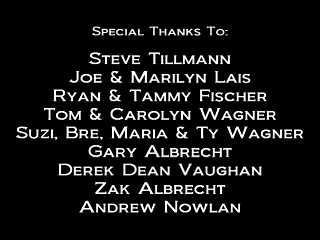 Special Thanks To:
Steve Tillmann
Joe & Marilyn Lais
Ryan & Tammy Fischer
Tom & Carolyn Wagner
Suzi, Bre, Maria & Ty Wagner
Gary Albrecht
Derek Dean Vaughan
Zak Albrecht
Andrew Nowlan